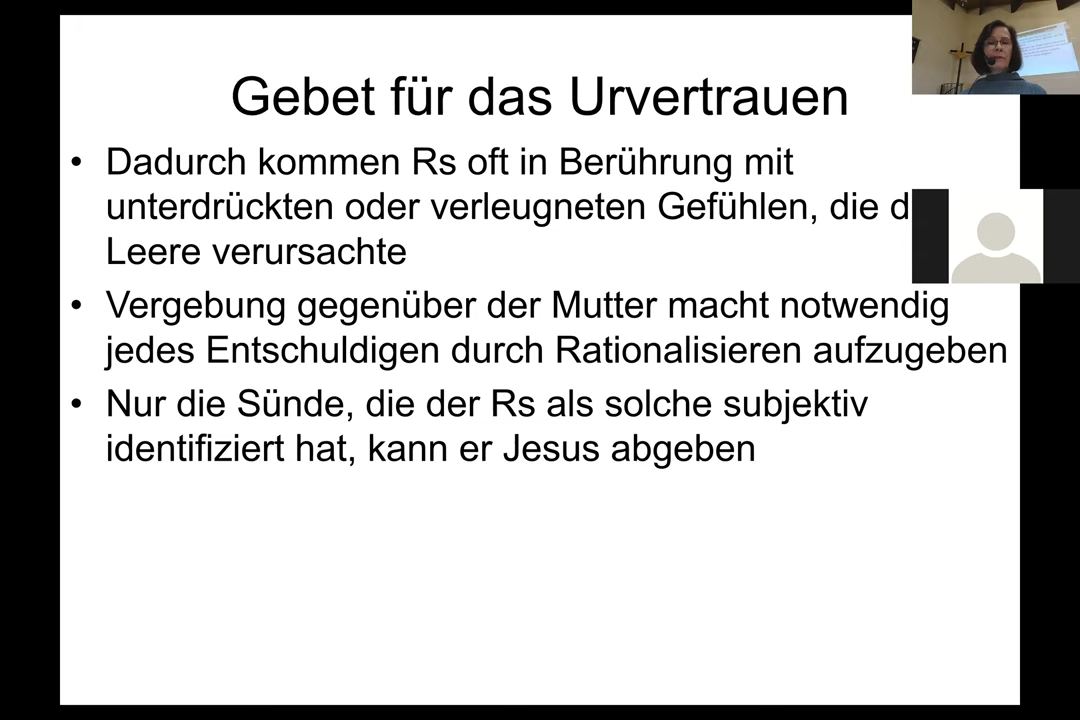 Gebet für das Urvertrauen
• Dadurch kommen Rs oft in Berührung mit
unterdrückten oder verleugneten Gefühlen, die
Leere verursachte
• Vergebung gegenüber der Mutter macht notwendig
jedes Entschuldigen durch Rationalisieren aufzugeben
• Nur die Sünde, die der Rs als solche subjektiv
identifiziert hat, kann er Jesus abgeben